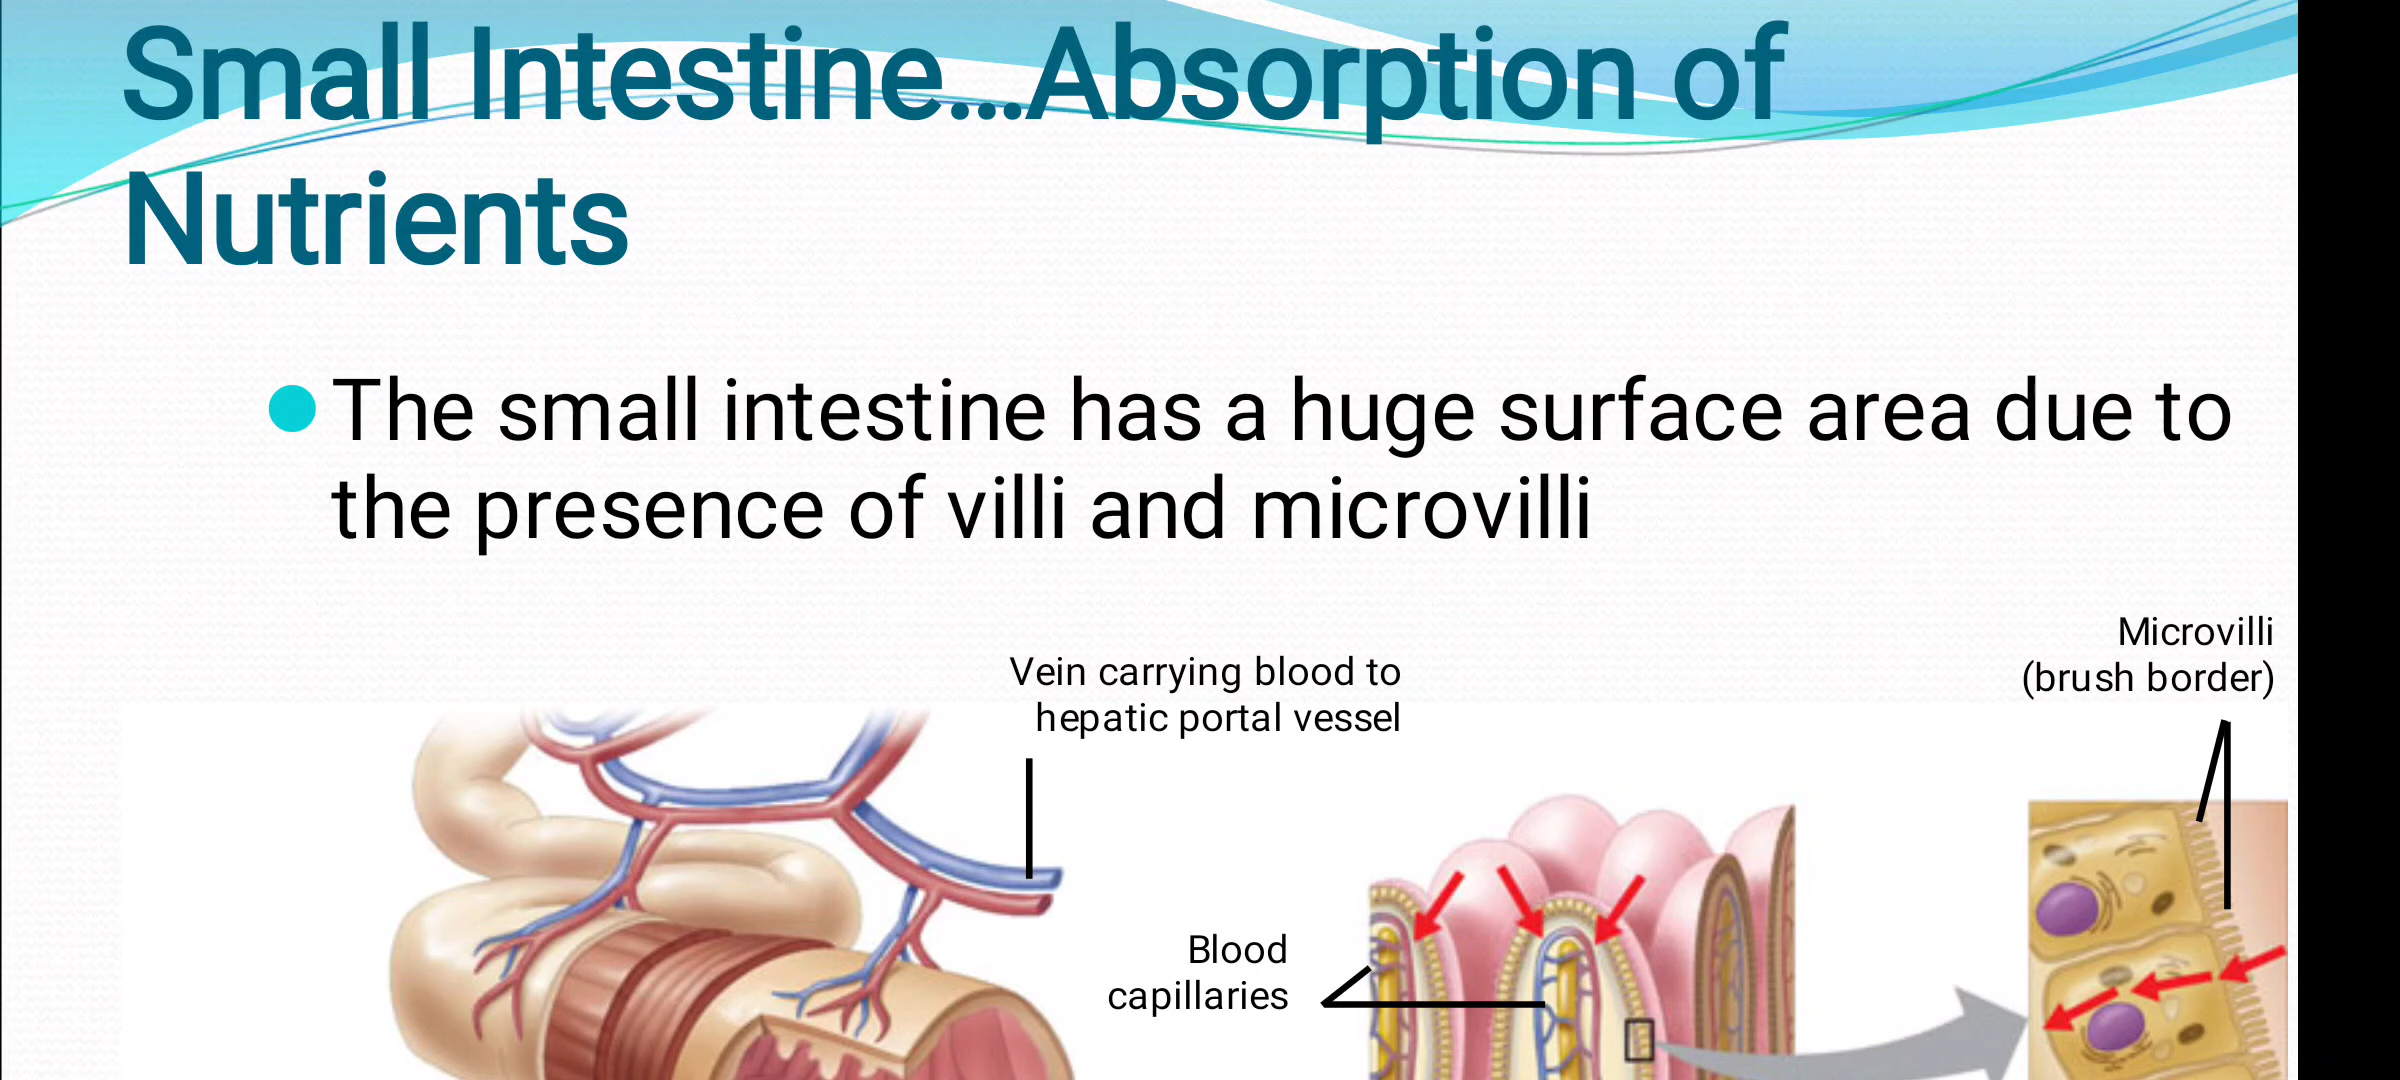 Small Intestine...Absorption of
Nutrients
The small intestine has a huge surface area due to
the presence of villi and microvilli
Microvilli
(brush border)
Vein carrying blood to
hepatic portal vessel
Blood
capillaries